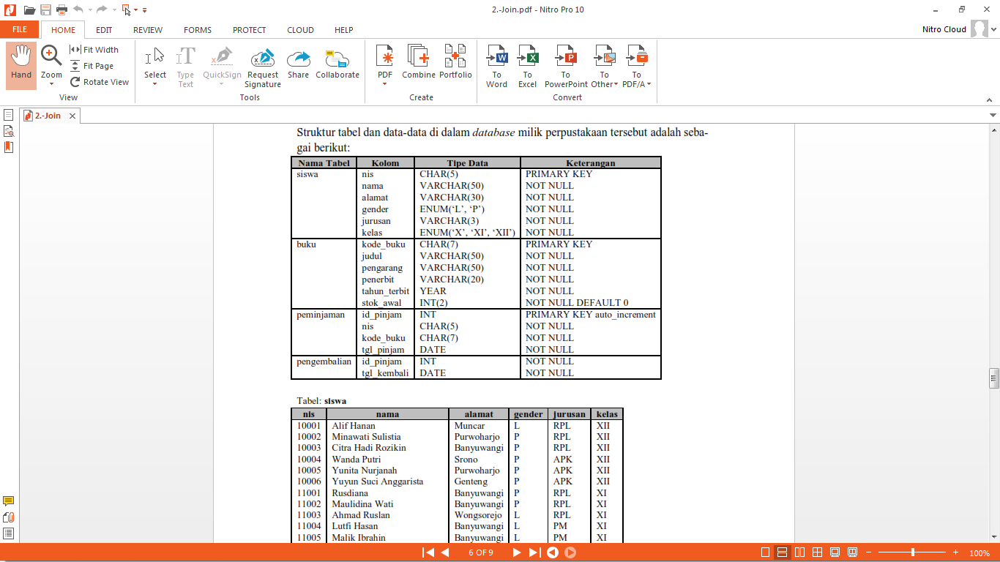 2.-Join.pdf - Nitro Pro 10
FILE HOME EDIT REVIEW FORMS PROTECT CLOUD HELP Nitro Cloud
Hand Zoom Fit Width Fit Page Rotate View
Select Type Text QuickSign Request Signature Share Collaborate
PDF Combine Portfolio
To Word To Excel To PowerPoint To Other To PDF/A
View Tools Create Convert
2.-Join
Struktur tabel dan data-data di dalam database milik perpustakaan tersebut adalah seba-
gai berikut:
Nama Tabel Kolom Tipe Data Keterangan
siswa nis CHAR(5) PRIMARY KEY
nama VARCHAR(50) NOT NULL
alamat VARCHAR(30) NOT NULL
gender ENUM(‘L’, ‘P’) NOT NULL
jurusan VARCHAR(3) NOT NULL
kelas ENUM(‘X’, ‘XI’, ‘XII’) NOT NULL
buku kode_buku CHAR(7) PRIMARY KEY
judul VARCHAR(50) NOT NULL
pengarang VARCHAR(50) NOT NULL
penerbit VARCHAR(20) NOT NULL
tahun_terbit YEAR NOT NULL
stok_awal INT(2) NOT NULL DEFAULT 0
peminjaman id_pinjam INT PRIMARY KEY auto_increment
nis CHAR(5) NOT NULL
kode_buku CHAR(7) NOT NULL
tgl_pinjam DATE NOT NULL
pengembalian id_pinjam INT NOT NULL
tgl_kembali DATE NOT NULL
Tabel: siswa
nis nama alamat gender jurusan kelas
10001 Alif Hanan Muncar L RPL XII
10002 Minawati Sulistia Purwoharjo P RPL XII
10003 Citra Hadi Rozikin Banyuwangi P RPL XII
10004 Wanda Putri Srono P APK XII
10005 Yunita Nurjanah Purwoharjo P APK XII
10006 Yuyun Suci Anggarista Genteng P APK XII
11001 Rusdiana Banyuwangi P RPL XI
11002 Maulidina Wati Banyuwangi P RPL XI
11003 Ahmad Ruslan Wongsorejo L RPL XI
11004 Lutfi Hasan Banyuwangi L PM XI
11005 Malik Ibrahin Banyuwangi L PM XI
6 OF 9
100%